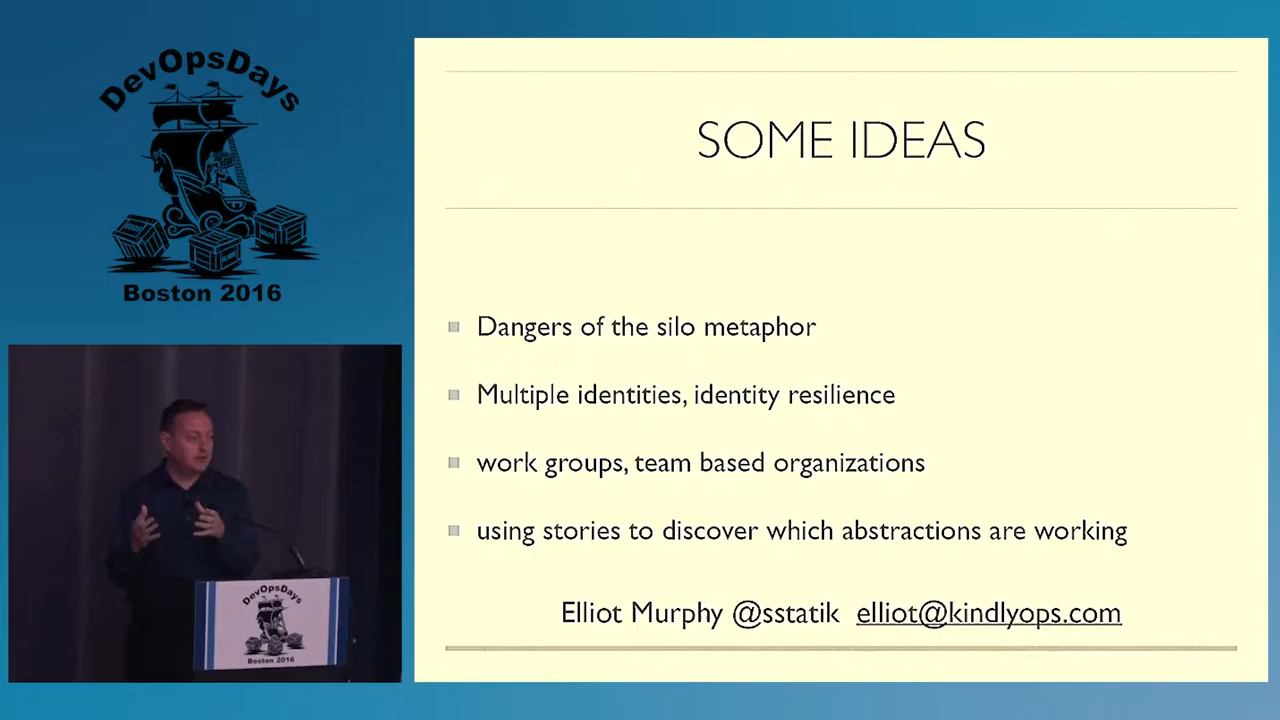 DevOpsDays
Boston 2016
SOME IDEAS
Dangers of the silo metaphor
Multiple identities, identity resilience
work groups, team based organizations
using stories to discover which abstractions are working
Elliot Murphy @sstatik elliot@kindlyops.com
DevOpsDays
Boston 2016